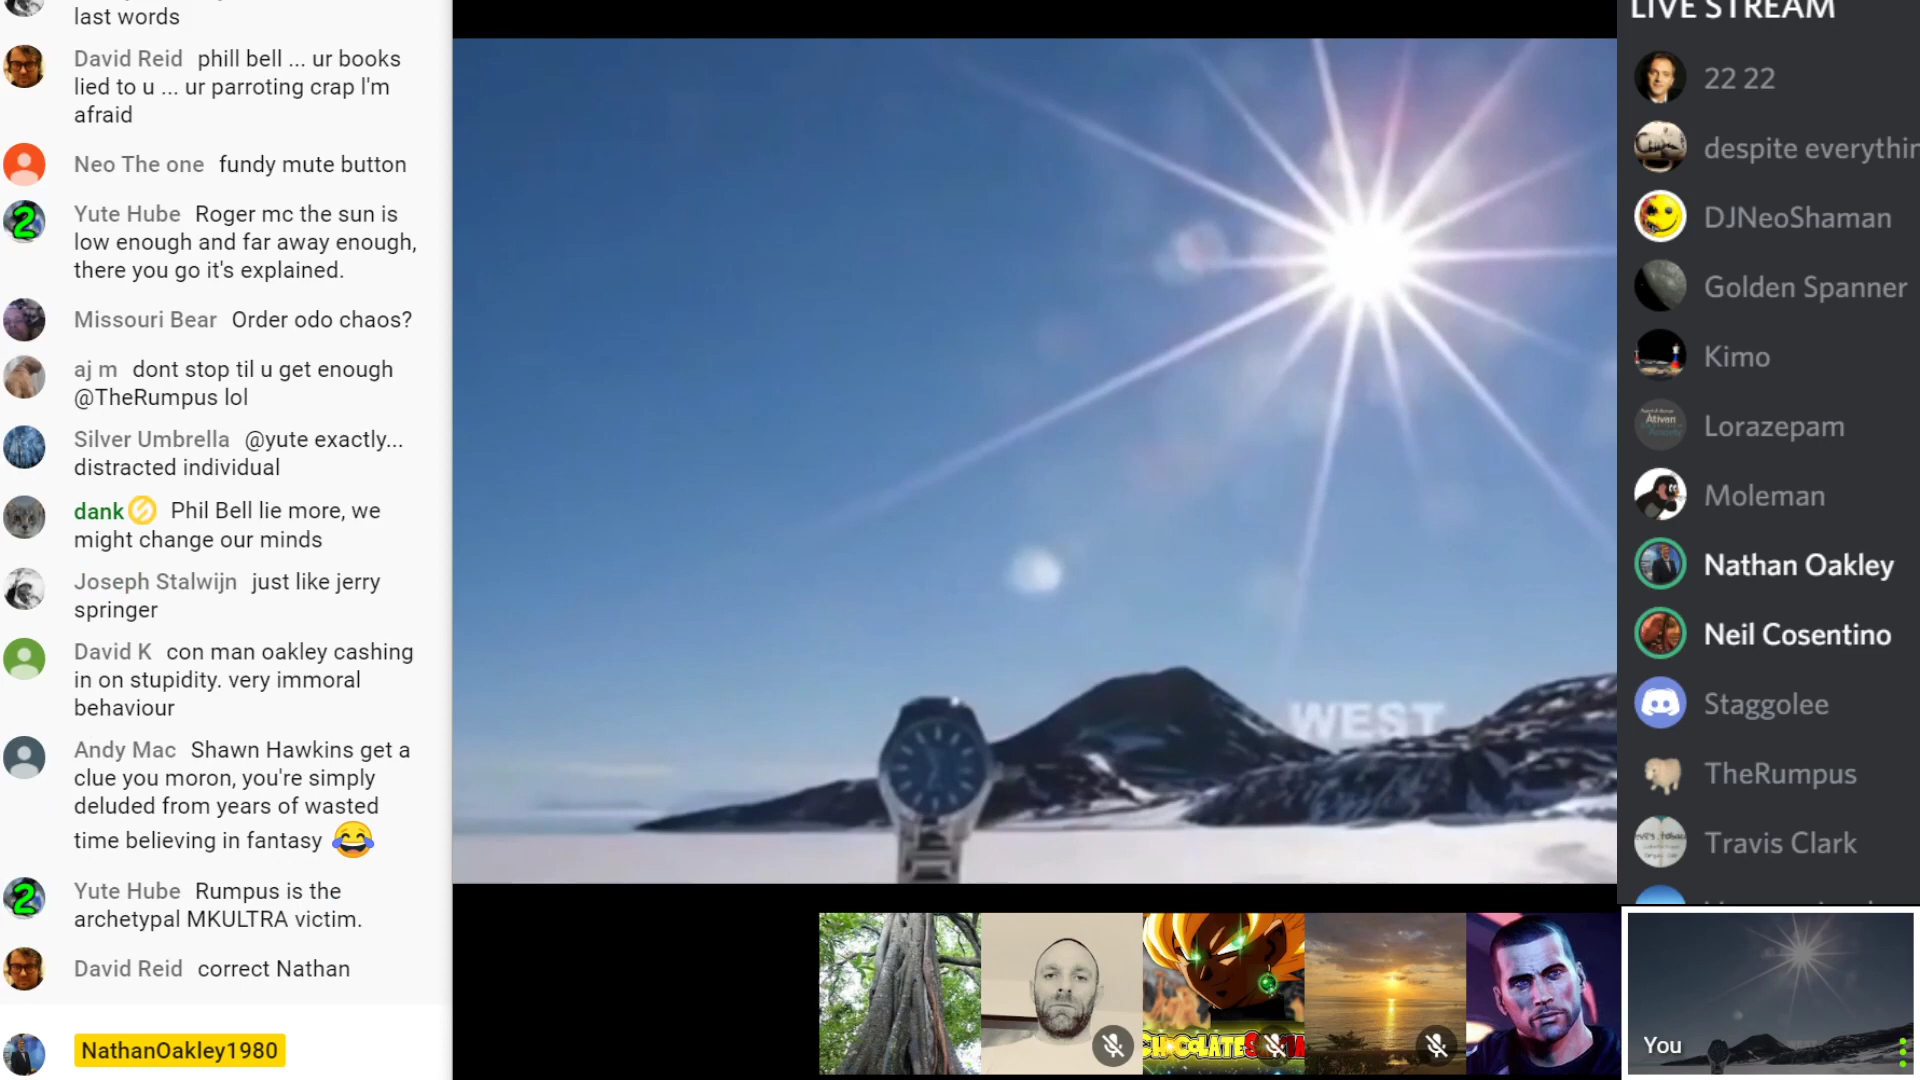 last words
David Reid phill bell ... ur books
lied to u ... ur parroting crap I'm
afraid
Neo The one fundy mute button
Yute Hube Roger mc the sun is
low enough and far away enough,
there you go it's explained.
Missouri Bear Order odo chaos?
aj m dont stop til u get enough
@TheRumpus lol
Silver Umbrella @yute exactly...
distracted individual
dank Phil Bell lie more, we
might change our minds
Joseph Stalwijn just like jerry
springer
David K con man oakley cashing
in on stupidity. very immoral
behaviour
Andy Mac Shawn Hawkins get a
clue you moron, you're simply
deluded from years of wasted
time believing in fantasy 😂
Yute Hube Rumpus is the
archetypal MKULTRA victim.
David Reid correct Nathan
NathanOakley1980
WEST
LIVE STREAM
22 22
despite everythin
DJNeoShaman
Golden Spanner
Kimo
Ativan
Lorazepam
Moleman
Nathan Oakley
Neil Cosentino
Staggolee
TheRumpus
Travis Clark
CHOCOLATE
You